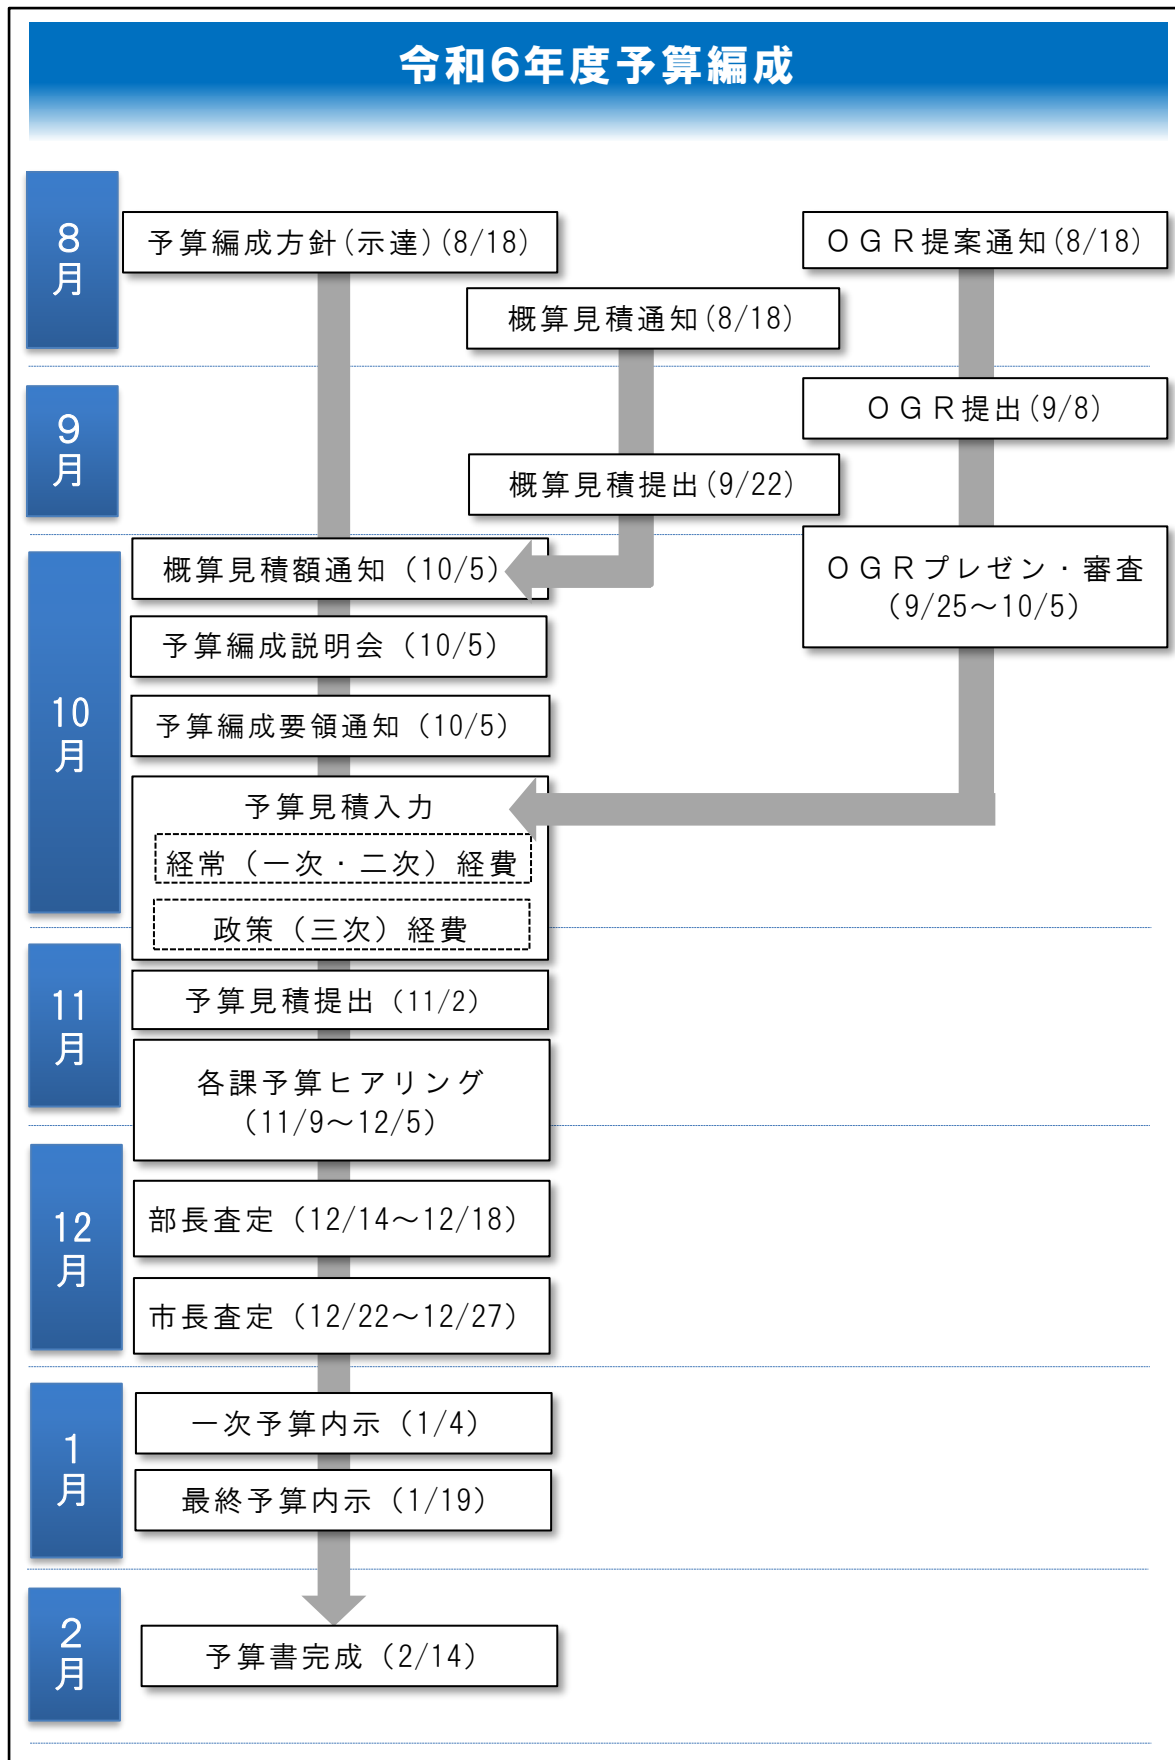 令和6年度予算編成
8
月
予算編成方針(示達)(8/18)
ＯＧＲ提案通知(8/18)
概算見積通知(8/18)
9
月
ＯＧＲ提出(9/8)
概算見積提出(9/22)
10
月
概算見積額通知（10/5）
ＯＧＲプレゼン・審査
（9/25～10/5）
予算編成説明会（10/5）
予算編成要領通知（10/5）
予算見積入力
経常（一次・二次）経費
政策（三次）経費
11
月
予算見積提出（11/2）
各課予算ヒアリング
（11/9～12/5）
12
月
部長査定（12/14～12/18）
市長査定（12/22～12/27）
1
月
一次予算内示（1/4）
最終予算内示（1/19）
2
月
予算書完成（2/14）